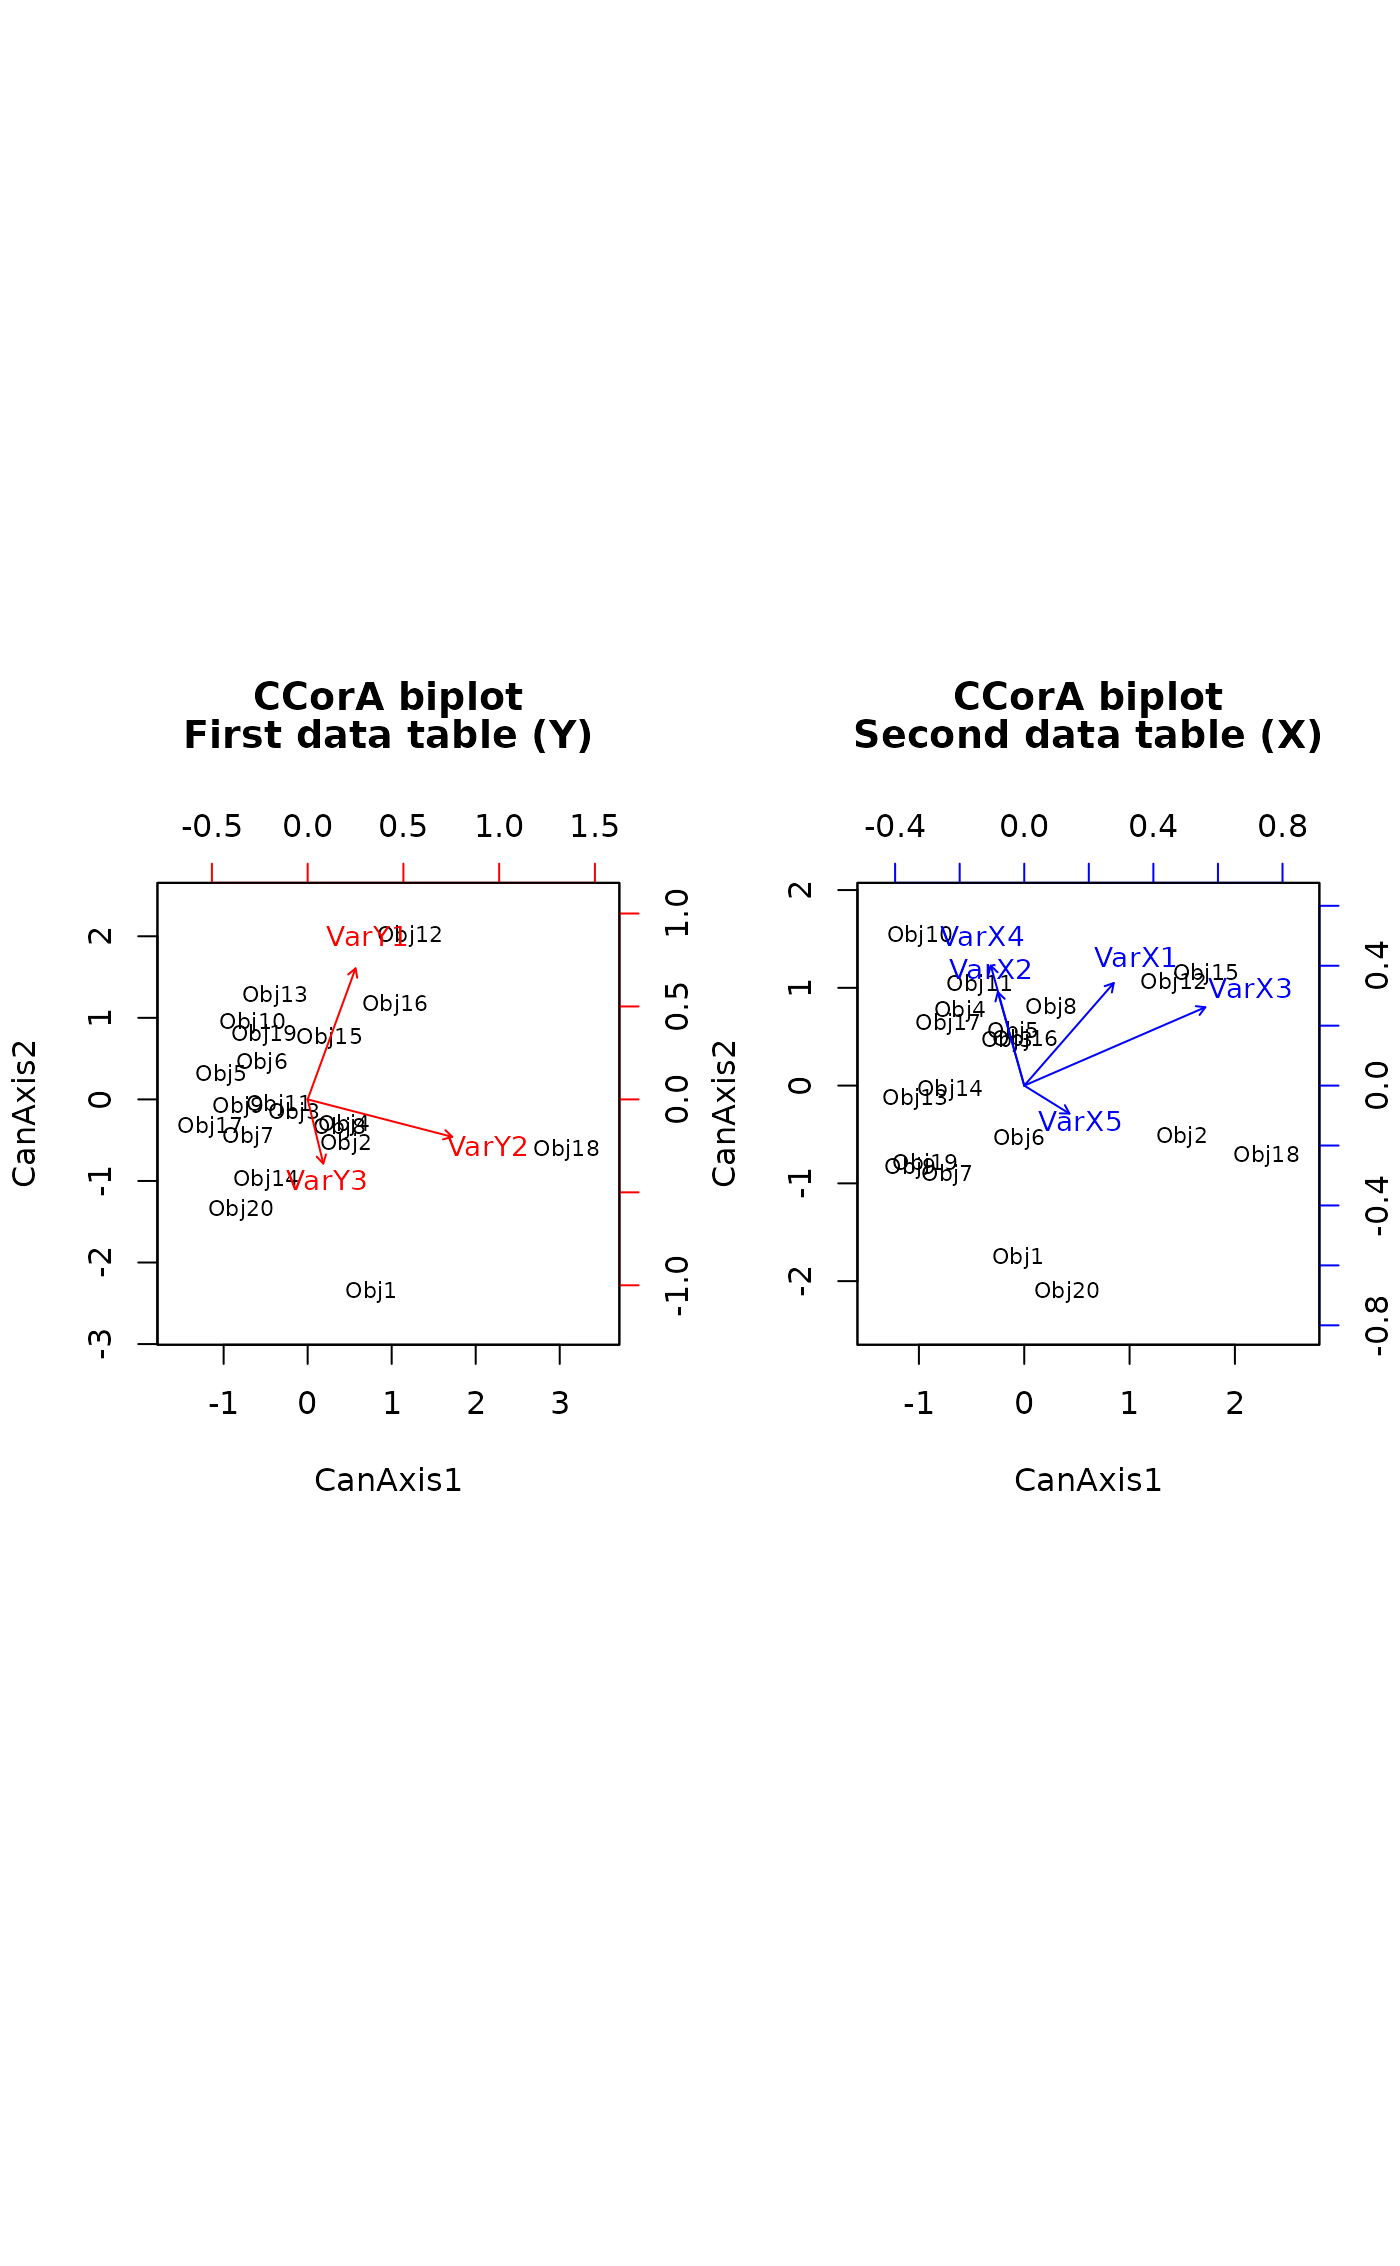 CCorA biplot
First data table (Y)
-0.5 0.0 0.5 1.0 1.5
VarY1
Obj12
Obj13
Obj16
Obj10
Obj19
Obj15
Obj6
Obj5
Obj9
Obj11
Obj3
Obj17
Obj4
Obj8
Obj7
Obj2
VarY2
Obj18
Obj14
VarY3
Obj20
Obj1
2
1
0
-1
-2
-3
1.0
0.5
0.0
-1.0
-1 0 1 2 3
CanAxis1
CanAxis2
CCorA biplot
Second data table (X)
-0.4 0.0 0.4 0.8
Obj10
VarX4
VarX1
VarX2
Obj15
Obj11
Obj12
VarX3
Obj4
Obj8
Obj17
Obj5
Obj3
Obj16
Obj14
Obj13
VarX5
Obj6
Obj2
Obj18
Obj19
Obj9
Obj7
Obj1
Obj20
2
1
0
-1
-2
0.4
0.0
-0.4
-0.8
-1 0 1 2
CanAxis1
CanAxis2